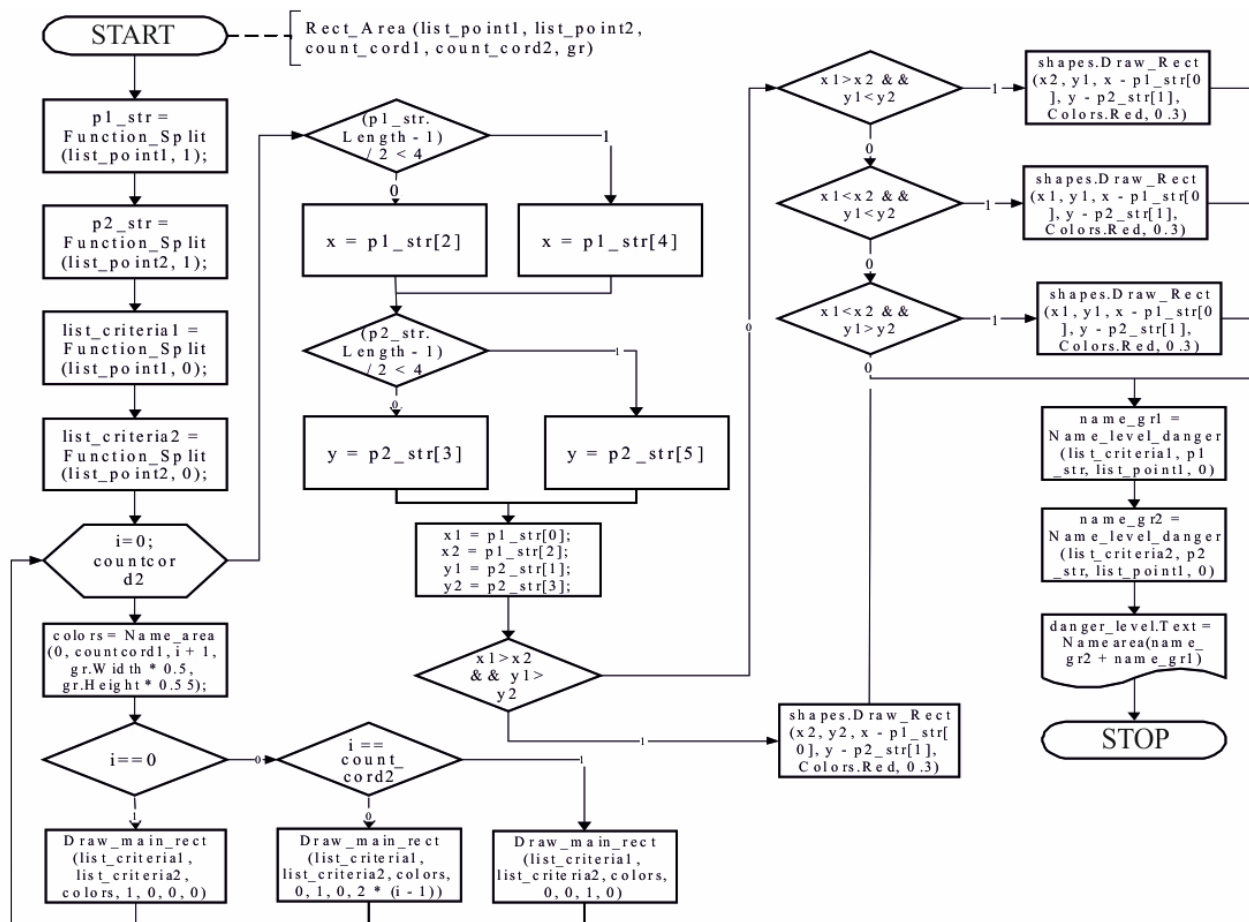 START
Rect_Area (list_point1, list_point2,
count_cord1, count_cord2, gr)
p1_str =
Function_Split
(list_point1, 1);
p2_str =
Function_Split
(list_point2, 1);
list_criteria1 =
Function_Split
(list_point1, 0);
list_criteria2 =
Function_Split
(list_point2, 0);
i=0;
countcor
d2
colors = Name_area
(0, countcord1, i + 1,
gr.Width * 0.5,
gr.Height * 0.55);
i==0
0
i ==
count_
cord2
1
1
0
Draw_main_rect
(list_criteria1,
list_criteria2,
colors, 1, 0, 0, 0)
Draw_main_rect
(list_criteria1,
list_criteria2, colors,
0, 1, 0, 2 * (i - 1))
Draw_main_rect
(list_criteria1,
list_criteria2, colors,
0, 0, 1, 0)
(p1_str.
Length - 1)
/ 2 < 4
1
0
x = p1_str[2]
x = p1_str[4]
(p2_str.
Length - 1)
/ 2 < 4
1
0
y = p2_str[3]
y = p2_str[5]
x1 = p1_str[0];
x2 = p1_str[2];
y1 = p2_str[1];
y2 = p2_str[3];
x1>x2
&& y1>
y2
0
1
shapes.Draw_Rect
(x2, y2, x - p1_str[
0], y - p2_str[1],
Colors.Red, 0.3)
x1>x2 &&
y1<y2
1
shapes.Draw_Rect
(x2, y1, x - p1_str[0
], y - p2_str[1],
Colors.Red, 0.3)
0
x1<x2 &&
y1<y2
1
shapes.Draw_Rect
(x1, y1, x - p1_str[0
], y - p2_str[1],
Colors.Red, 0.3)
0
x1<x2 &&
y1>y2
1
shapes.Draw_Rect
(x1, y1, x - p1_str[0
], y - p2_str[1],
Colors.Red, 0.3)
0
name_gr1 =
Name_level_danger
(list_criteria1, p1
_str, list_point1, 0)
name_gr2 =
Name_level_danger
(list_criteria2, p2
_str, list_point1, 0)
danger_level.Text =
Namearea(name_
gr2 + name_gr1)
STOP